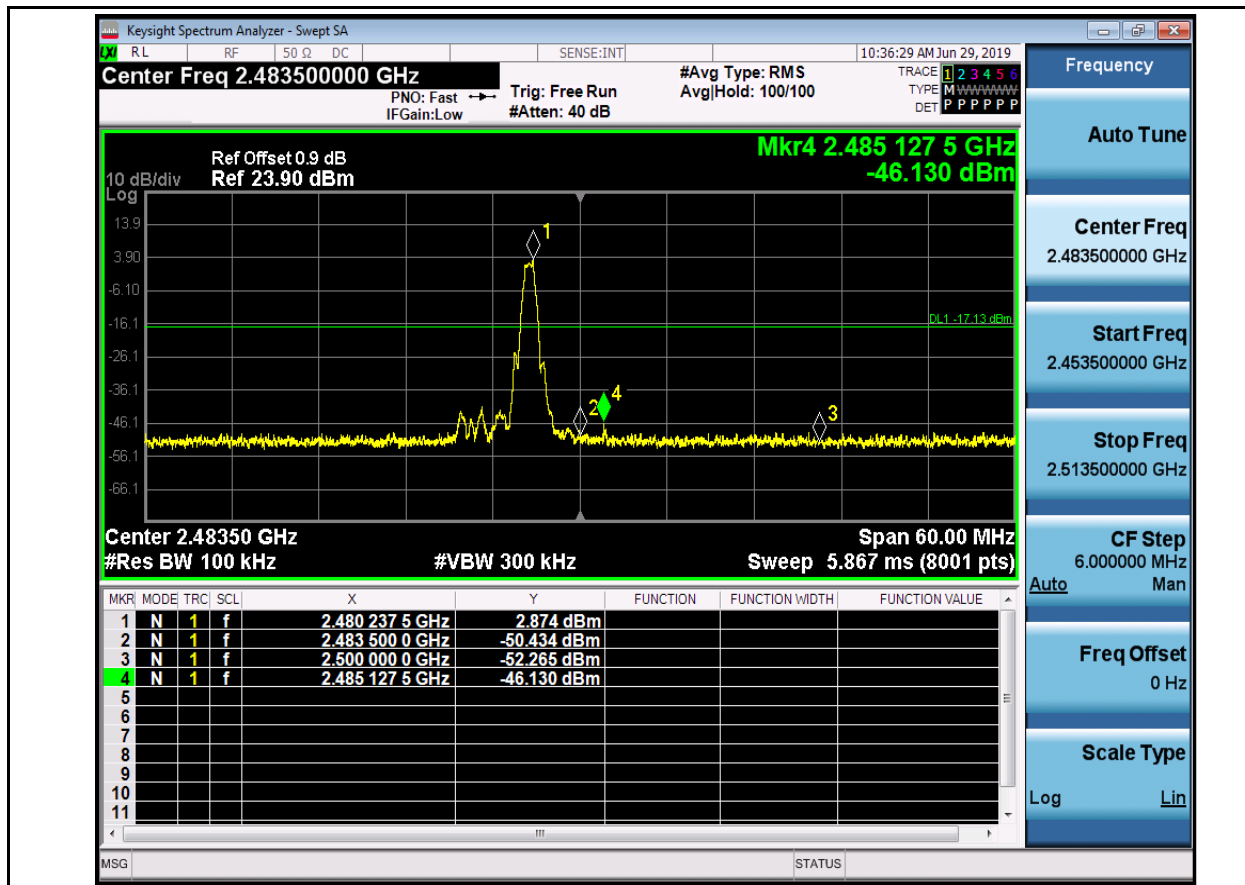 Keysight Spectrum Analyzer - Swept SA
LXI RL RF 50 Ω DC SENSE:INT 10:36:29 AM Jun 29, 2019
Center Freq 2.483500000 GHz
PNO: Fast
IFGain:Low
Trig: Free Run
#Atten: 40 dB
#Avg Type: RMS
Avg|Hold: 100/100
TRACE 1 2 3 4 5 6
TYPE M WWWWW
DET P P P P P P
Mkr4 2.485 127 5 GHz
-46.130 dBm
Ref Offset 0.9 dB
10 dB/div Ref 23.90 dBm
Log
13.9
3.90
-6.10
-16.1
-26.1
-36.1
-46.1
-56.1
-66.1
1
2
4
3
DL1 -17.13 dBm
Center 2.48350 GHz Span 60.00 MHz
#Res BW 100 kHz #VBW 300 kHz Sweep 5.867 ms (8001 pts)
MKR MODE TRC SCL X Y FUNCTION FUNCTION WIDTH FUNCTION VALUE
1 N 1 f 2.480 237 5 GHz 2.874 dBm
2 N 1 f 2.483 500 0 GHz -50.434 dBm
3 N 1 f 2.500 000 0 GHz -52.265 dBm
4 N 1 f 2.485 127 5 GHz -46.130 dBm
5
6
7
8
9
10
11
MSG STATUS
Frequency
Auto Tune
Center Freq
2.483500000 GHz
Start Freq
2.453500000 GHz
Stop Freq
2.513500000 GHz
CF Step
6.000000 MHz
Auto Man
Freq Offset
0 Hz
Scale Type
Log Lin